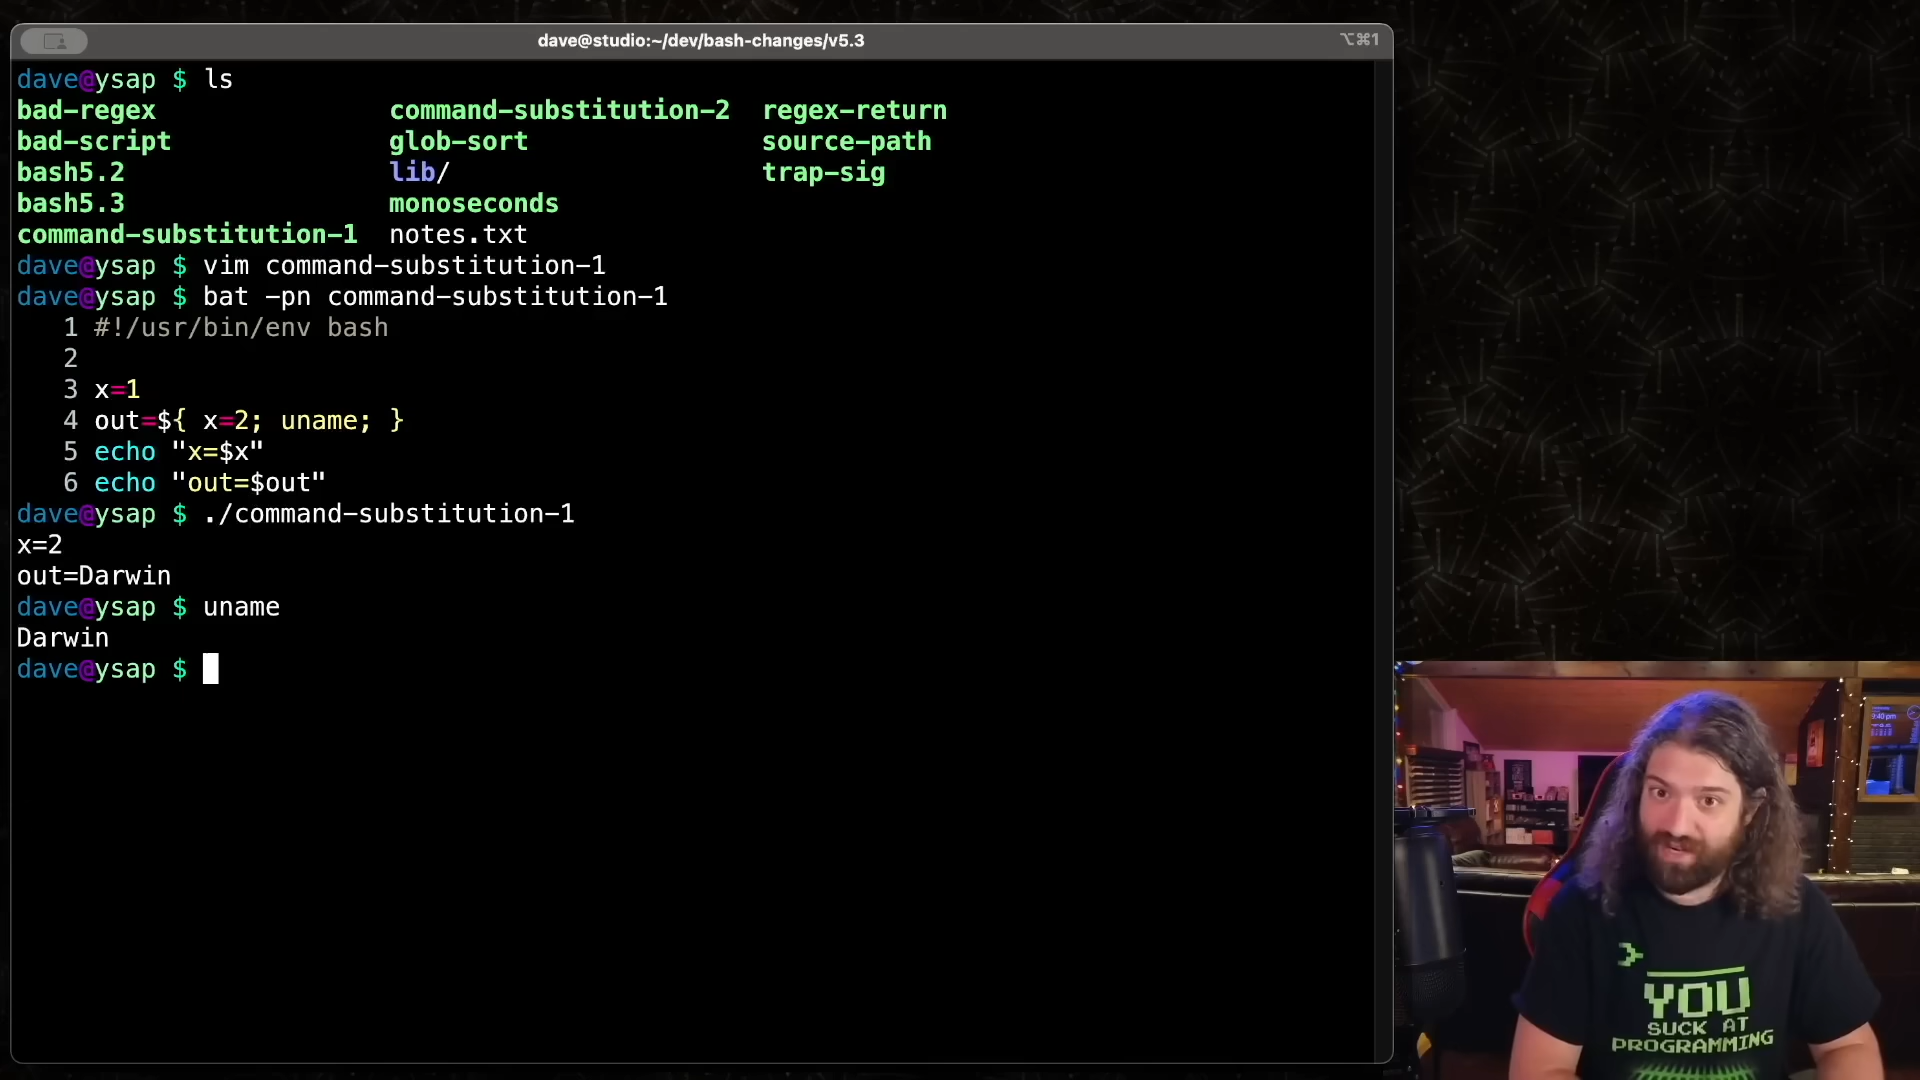 dave@studio:~/dev/bash-changes/v5.3
⌥⌘1
dave@ysap $ ls
bad-regex command-substitution-2 regex-return
bad-script glob-sort source-path
bash5.2 lib/ trap-sig
bash5.3 monoseconds
command-substitution-1 notes.txt
dave@ysap $ vim command-substitution-1
dave@ysap $ bat -pn command-substitution-1
1 #!/usr/bin/env bash
2
3 x=1
4 out=${ x=2; uname; }
5 echo "x=$x"
6 echo "out=$out"
dave@ysap $ ./command-substitution-1
x=2
out=Darwin
dave@ysap $ uname
Darwin
dave@ysap $
YOU
SUCK AT
PROGRAMMING